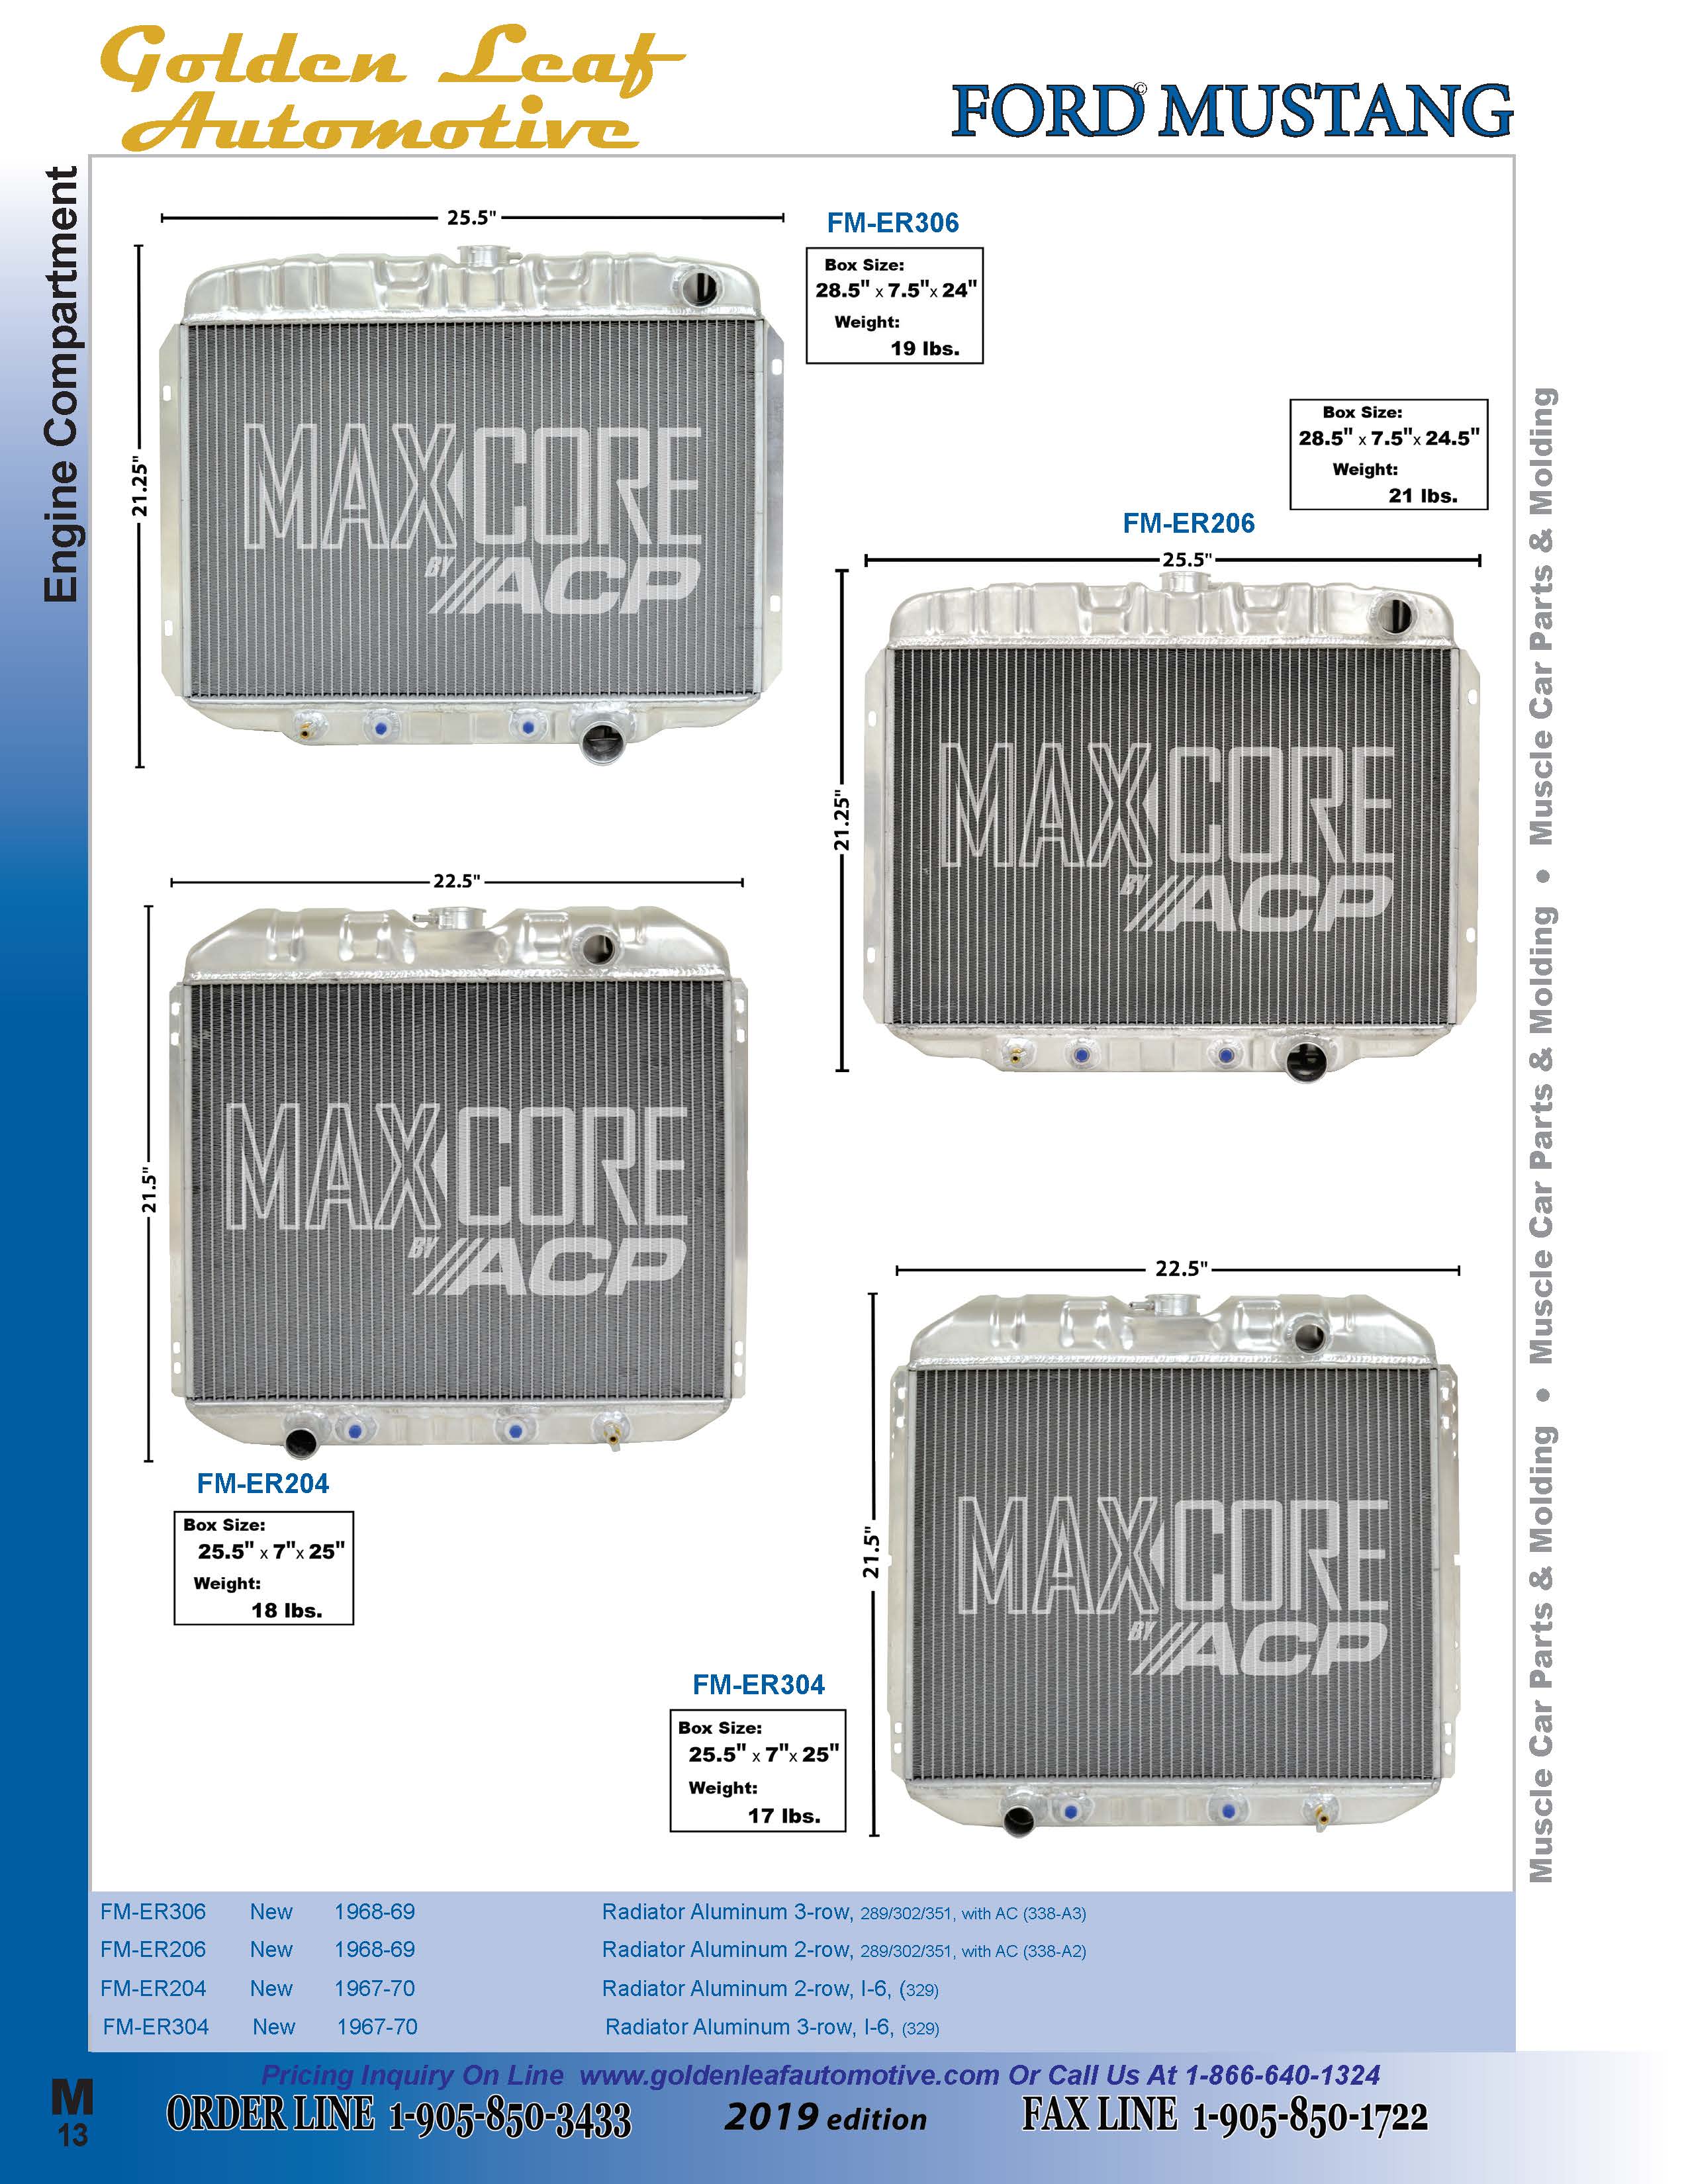 Golden Leaf
Automotive
FORD© MUSTANG
Engine Compartment
25.5"
21.25"
FM-ER306
Box Size:
28.5" x 7.5"x 24"
Weight:
19 lbs.
MAXCORE
BY ACP
Box Size:
28.5" x 7.5"x 24.5"
Weight:
21 lbs.
FM-ER206
25.5"
21.25"
MAXCORE
BY ACP
22.5"
21.5"
MAXCORE
BY ACP
FM-ER204
Box Size:
25.5" x 7"x 25"
Weight:
18 lbs.
22.5"
21.5"
MAXCORE
BY ACP
FM-ER304
Box Size:
25.5" x 7"x 25"
Weight:
17 lbs.
Muscle Car Parts & Molding • Muscle Car Parts & Molding • Muscle Car Parts & Molding
FM-ER306 New 1968-69 Radiator Aluminum 3-row, 289/302/351, with AC (338-A3)
FM-ER206 New 1968-69 Radiator Aluminum 2-row, 289/302/351, with AC (338-A2)
FM-ER204 New 1967-70 Radiator Aluminum 2-row, I-6, (329)
FM-ER304 New 1967-70 Radiator Aluminum 3-row, I-6, (329)
Pricing Inquiry On Line www.goldenleafautomotive.com Or Call Us At 1-866-640-1324
M
13
ORDER LINE 1-905-850-3433 2019 edition FAX LINE 1-905-850-1722